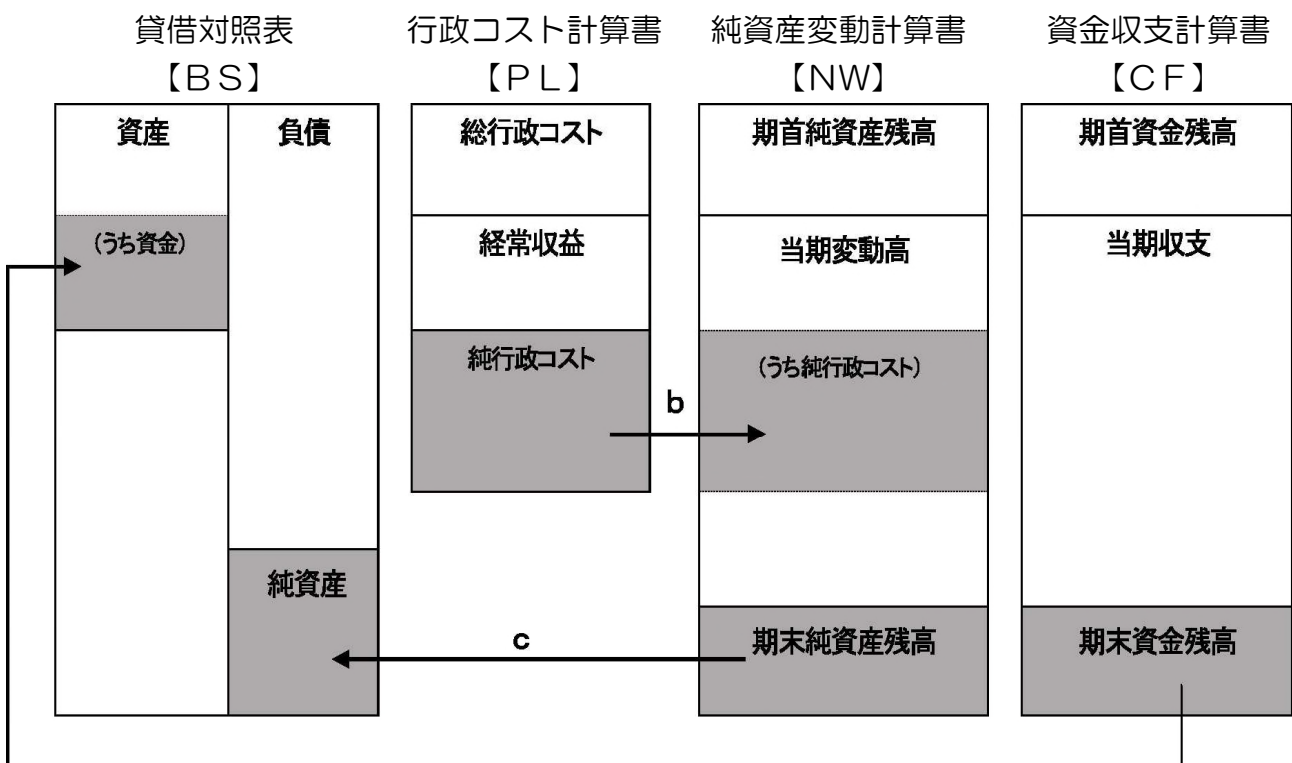 貸借対照表
【BS】
行政コスト計算書
【PL】
純資産変動計算書
【NW】
資金収支計算書
【CF】
資産
負債
(うち資金)
純資産
総行政コスト
経常収益
純行政コスト
b
期首純資産残高
当期変動高
(うち純行政コスト)
c
期末純資産残高
期首資金残高
当期収支
期末資金残高